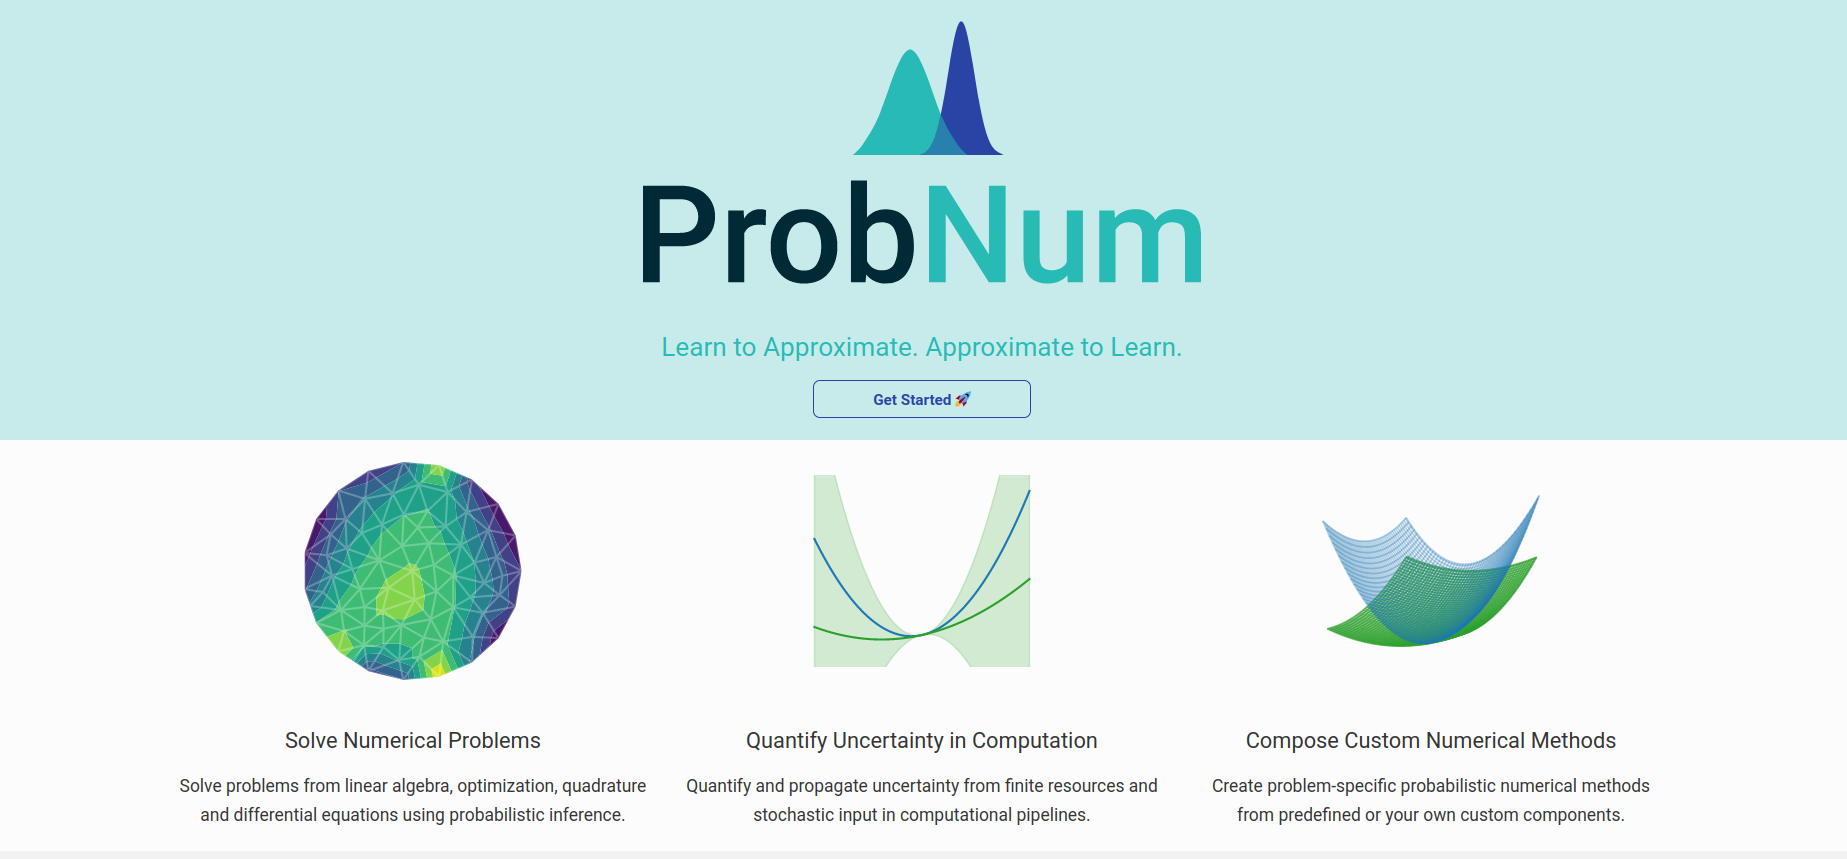 ProbNum
Learn to Approximate. Approximate to Learn.
Get Started 🚀
Solve Numerical Problems
Solve problems from linear algebra, optimization, quadrature
and differential equations using probabilistic inference.
Quantify Uncertainty in Computation
Quantify and propagate uncertainty from finite resources and
stochastic input in computational pipelines.
Compose Custom Numerical Methods
Create problem-specific probabilistic numerical methods
from predefined or your own custom components.